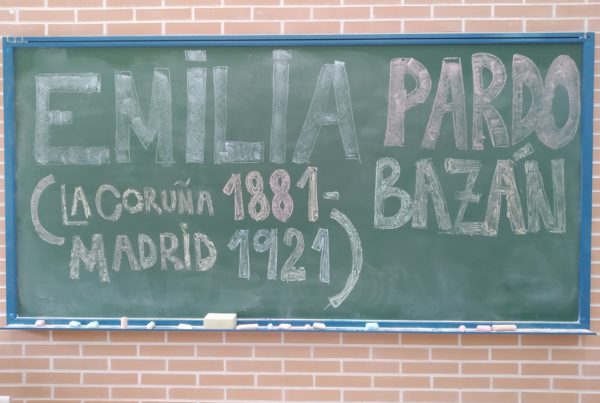 EMILIA PARDO
BAZÁN
(LA CORUÑA 1881-
MADRID 1921)